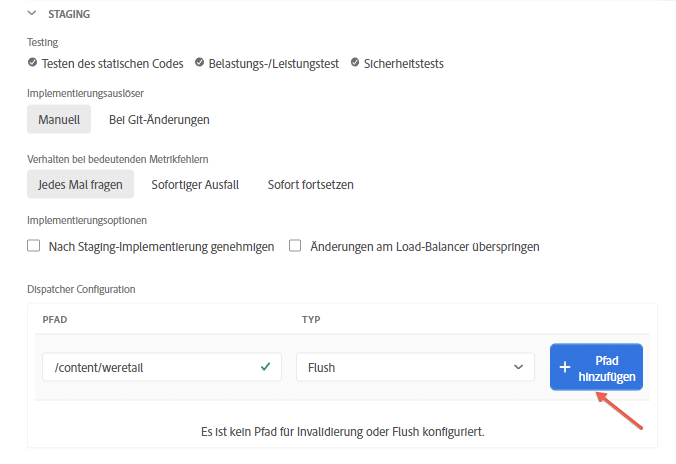 STAGING
Testing
Testen des statischen Codes Belastungs-/Leistungstest Sicherheitstests
Implementierungsauslöser
Manuell Bei Git-Änderungen
Verhalten bei bedeutenden Metrikfehlern
Jedes Mal fragen Sofortiger Ausfall Sofort fortsetzen
Implementierungsoptionen
Nach Staging-Implementierung genehmigen Änderungen am Load-Balancer überspringen
Dispatcher Configuration
PFAD TYP
/content/weretail Flush Pfad
hinzufügen
Es ist kein Pfad für Invalidierung oder Flush konfiguriert.